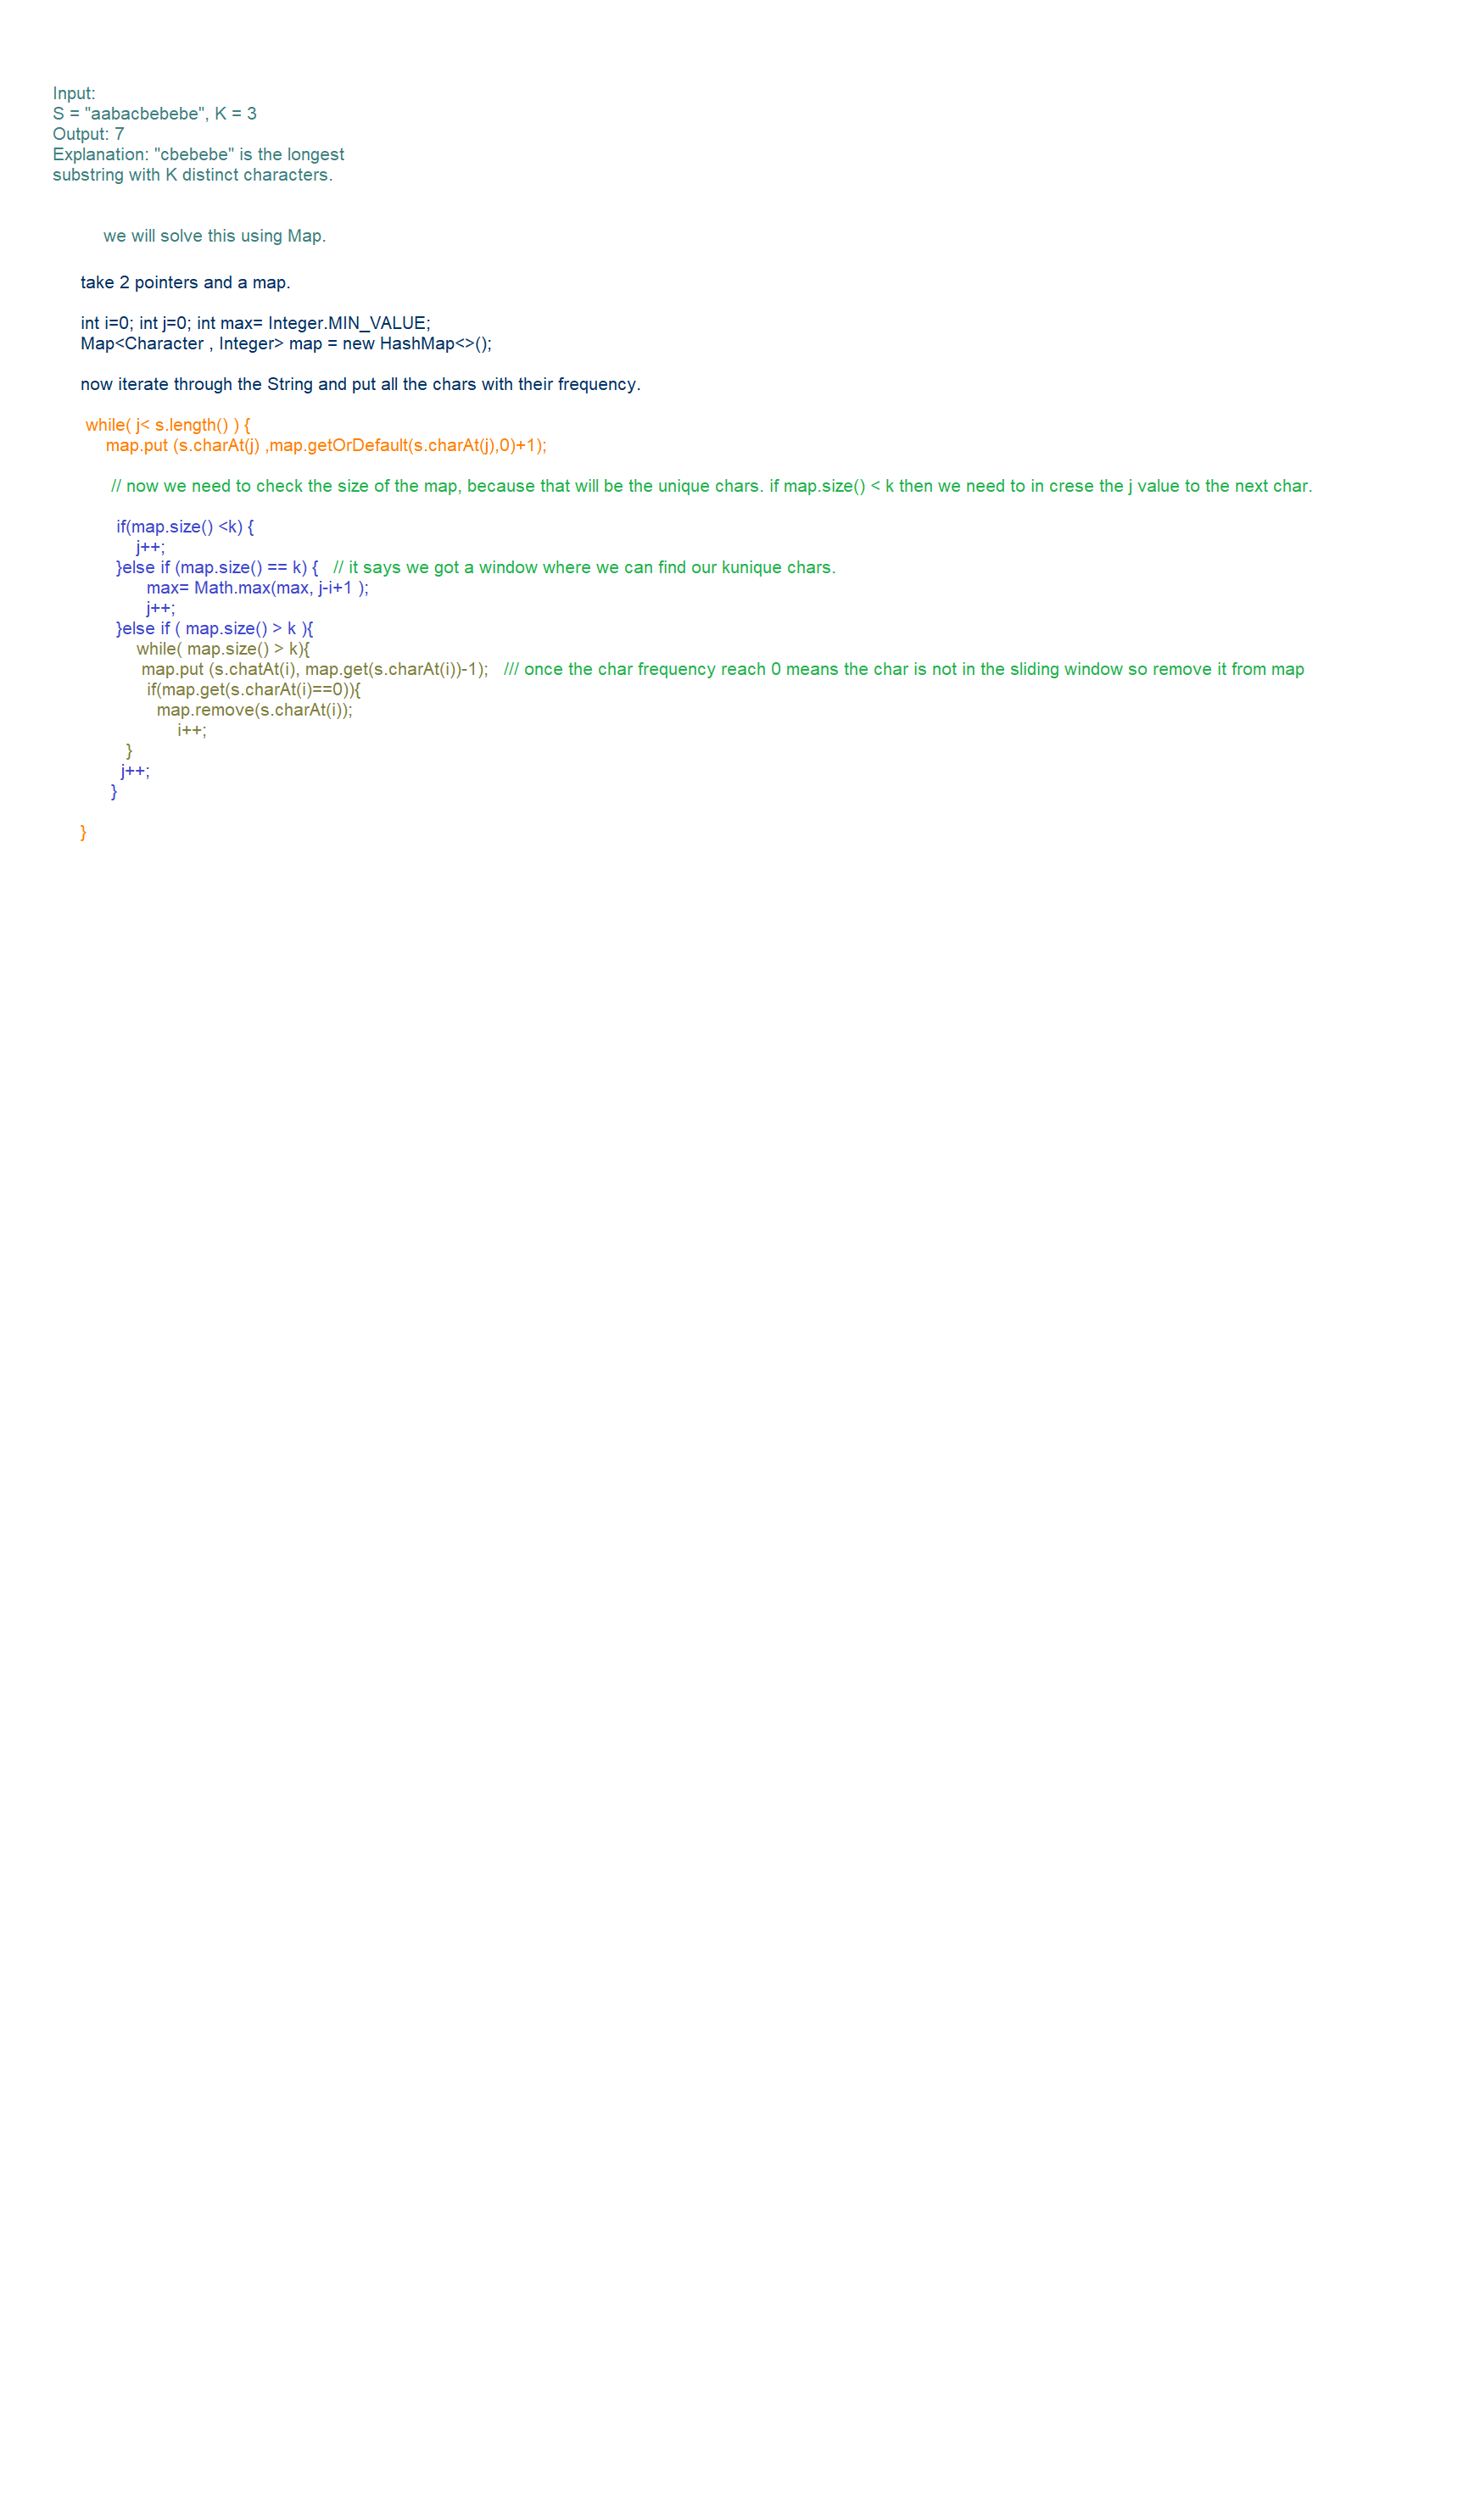 Input:
S = "aabacbebebe", K = 3
Output: 7
Explanation: "cbebebe" is the longest
substring with K distinct characters.
we will solve this using Map.
take 2 pointers and a map.
int i=0; int j=0; int max= Integer.MIN_VALUE;
Map<Character , Integer> map = new HashMap<>();
now iterate through the String and put all the chars with their frequency.
while( j< s.length() ) {
map.put (s.charAt(j) ,map.getOrDefault(s.charAt(j),0)+1);
// now we need to check the size of the map, because that will be the unique chars. if map.size() < k then we need to in crese the j value to the next char.
if(map.size() <k) {
j++;
}else if (map.size() == k) {   // it says we got a window where we can find our kunique chars.
max= Math.max(max, j-i+1 );
j++;
}else if ( map.size() > k ){
while( map.size() > k){
map.put (s.chatAt(i), map.get(s.charAt(i))-1);   /// once the char frequency reach 0 means the char is not in the sliding window so remove it from map
if(map.get(s.charAt(i)==0)){
map.remove(s.charAt(i));
i++;
}
j++;
}
}